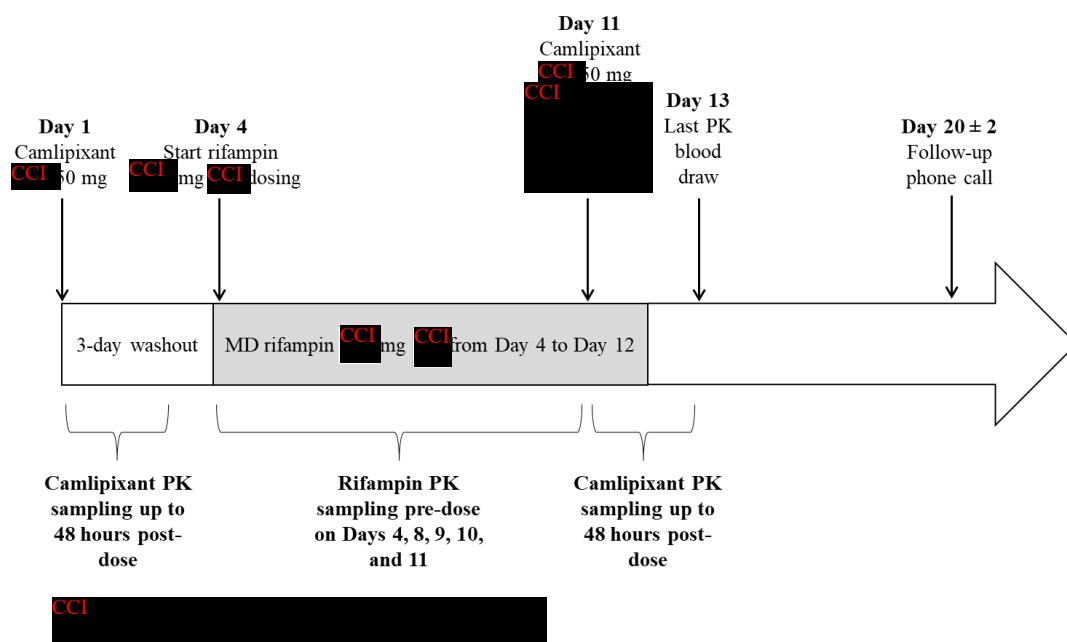 Day 11
Camlipixant
CCI 50 mg
CCI
Day 1
Camlipixant
CCI 50 mg
Day 4
Start rifampin
CCI mg CCI dosing
Day 13
Last PK
blood
draw
Day 20 ± 2
Follow-up
phone call
3-day washout
MD rifampin CCI mg CCI from Day 4 to Day 12
Camlipixant PK
sampling up to
48 hours post-
dose
Rifampin PK
sampling pre-dose
on Days 4, 8, 9, 10,
and 11
Camlipixant PK
sampling up to
48 hours post-
dose
CCI